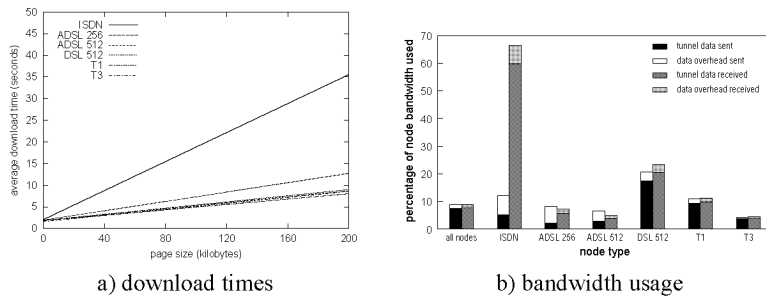 50
45
40
35
30
25
20
15
10
5
0
average download time (seconds)
ISDN
ADSL 256
ADSL 512
DSL 512
T1
T3
0
40
80
120
160
200
page size (kilobytes)
a) download times
70
60
50
40
30
20
10
0
percentage of node bandwidth used
tunnel data sent
data overhead sent
tunnel data received
data overhead received
all nodes
ISDN
ADSL 256
ADSL 512
DSL 512
T1
T3
node type
b) bandwidth usage